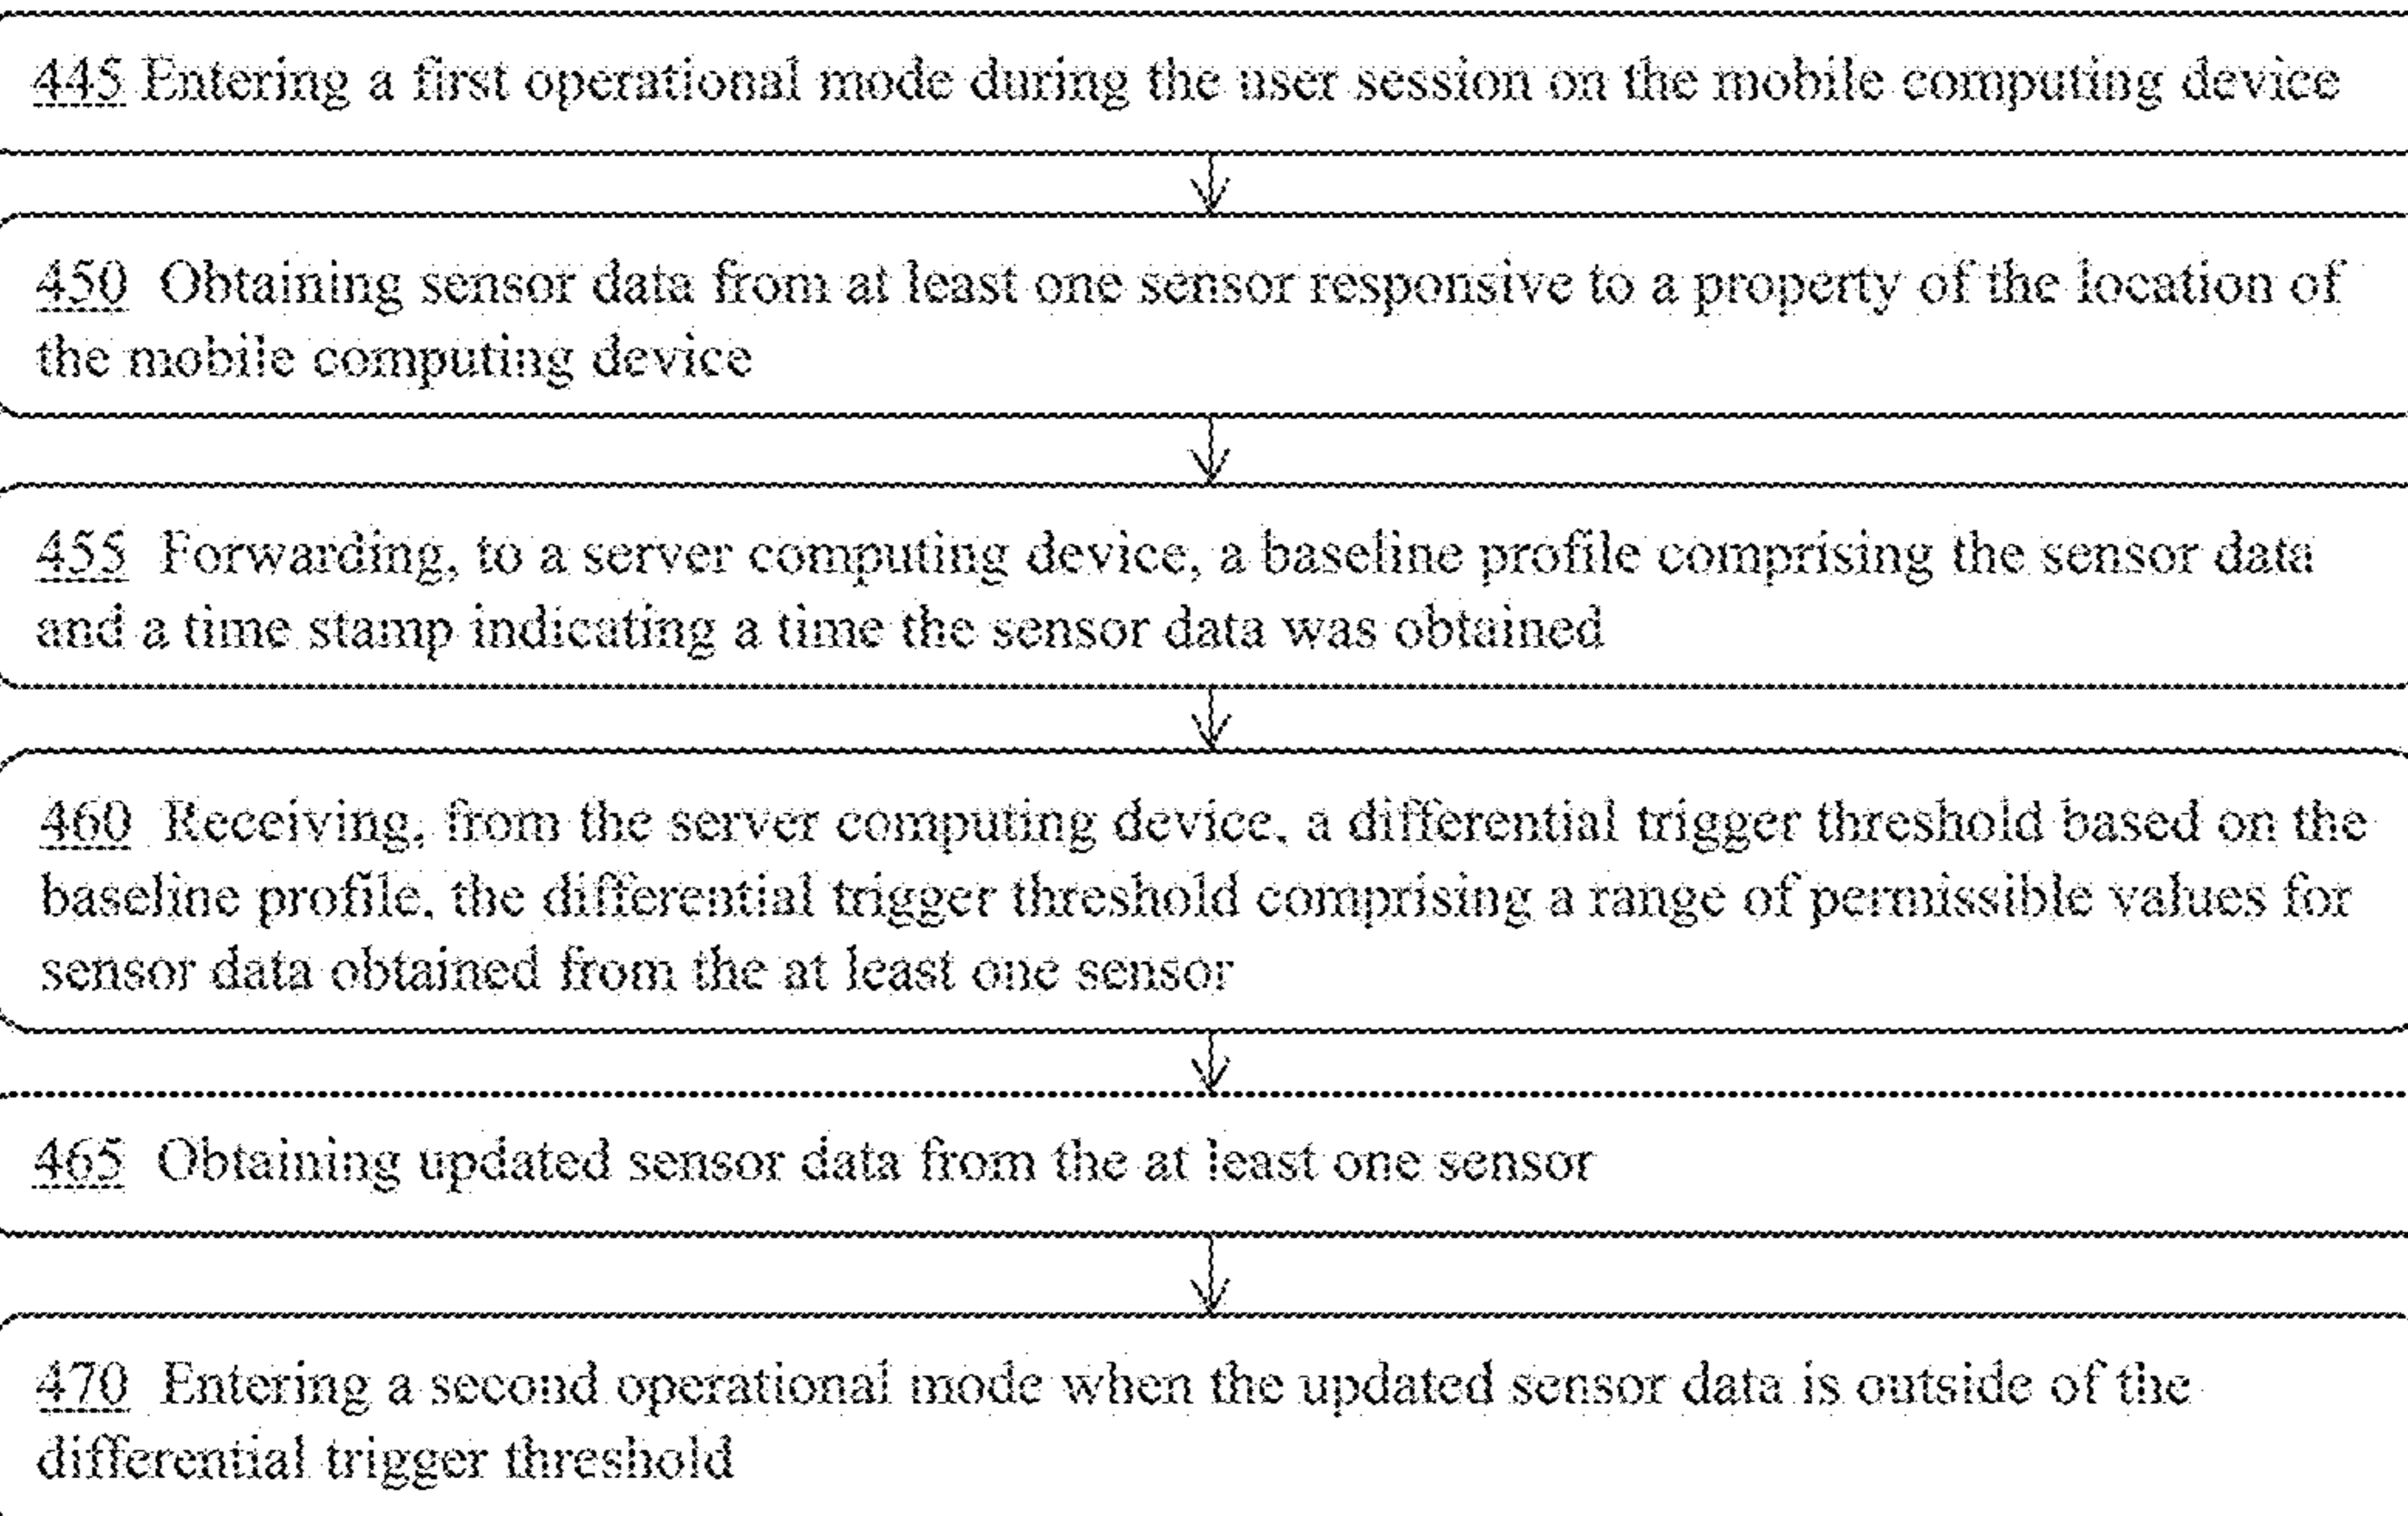 445 Entering a first operational mode during the user session on the mobile computing device
450 Obtaining sensor data from at least one sensor responsive to a property of the location of
the mobile computing device
455 Forwarding, to a server computing device, a baseline profile comprising the sensor data
and a time stamp indicating a time the sensor data was obtained
460 Receiving, from the server computing device, a differential trigger threshold based on the
baseline profile, the differential trigger threshold comprising a range of permissible values for
sensor data obtained from the at least one sensor
465 Obtaining updated sensor data from the at least one sensor
470 Entering a second operational mode when the updated sensor data is outside of the
differential trigger threshold